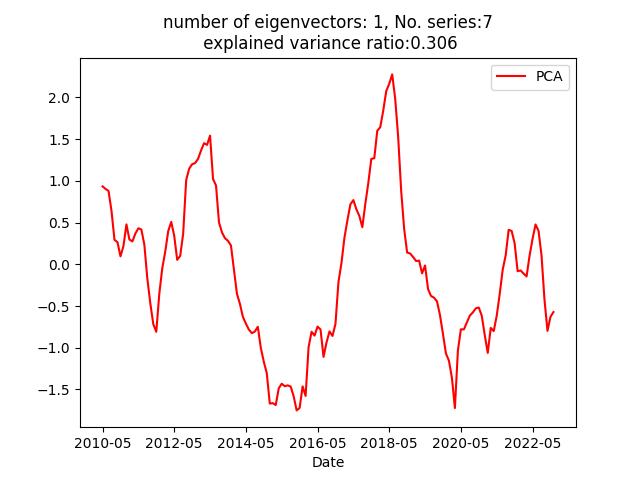 number of eigenvectors: 1, No. series:7
explained variance ratio:0.306
PCA
2.0
1.5
1.0
0.5
0.0
−0.5
−1.0
−1.5
2010-05 2012-05 2014-05 2016-05 2018-05 2020-05 2022-05
Date